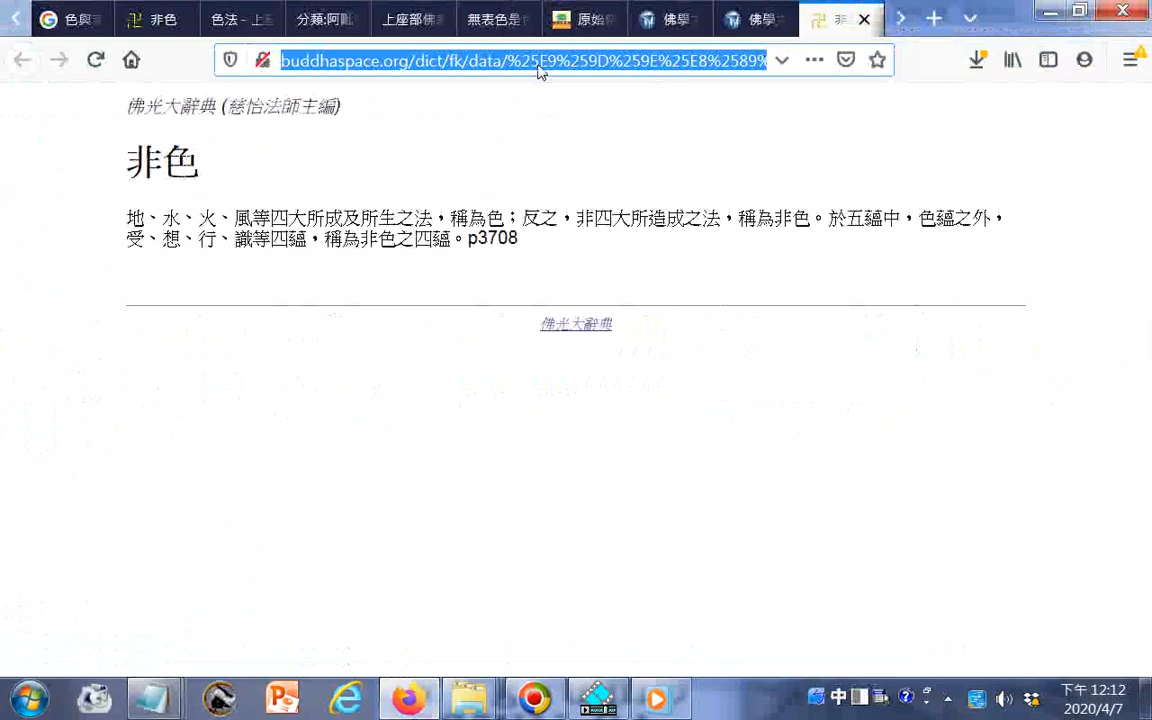 色與
非色
色法 - 上
分類:阿毗
上座部佛
無表色是
原始
佛學
佛學
非
buddhaspace.org/dict/fk/data/%25E9%259D%259E%25E8%2589%
佛光大辭典 (慈怡法師主編)
非色
地、水、火、風等四大所成及所生之法，稱為色；反之，非四大所造成之法，稱為非色。於五蘊中，色蘊之外，
受、想、行、識等四蘊，稱為非色之四蘊。p3708
佛光大辭典
中
下午 12:12
2020/4/7